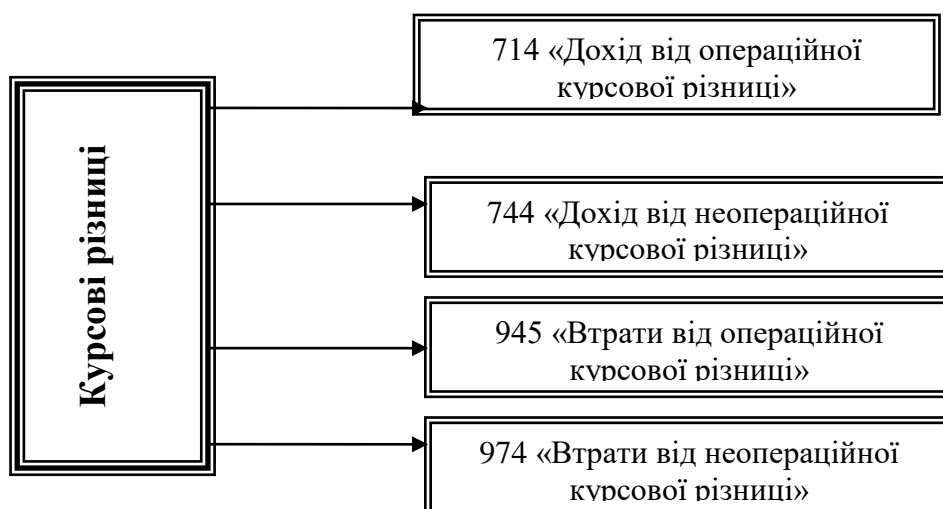 Курсові різниці
714 «Дохід від операційної
курсової різниці»
744 «Дохід від неопераційної
курсової різниці»
945 «Втрати від операційної
курсової різниці»
974 «Втрати від неопераційної
курсової різниці»